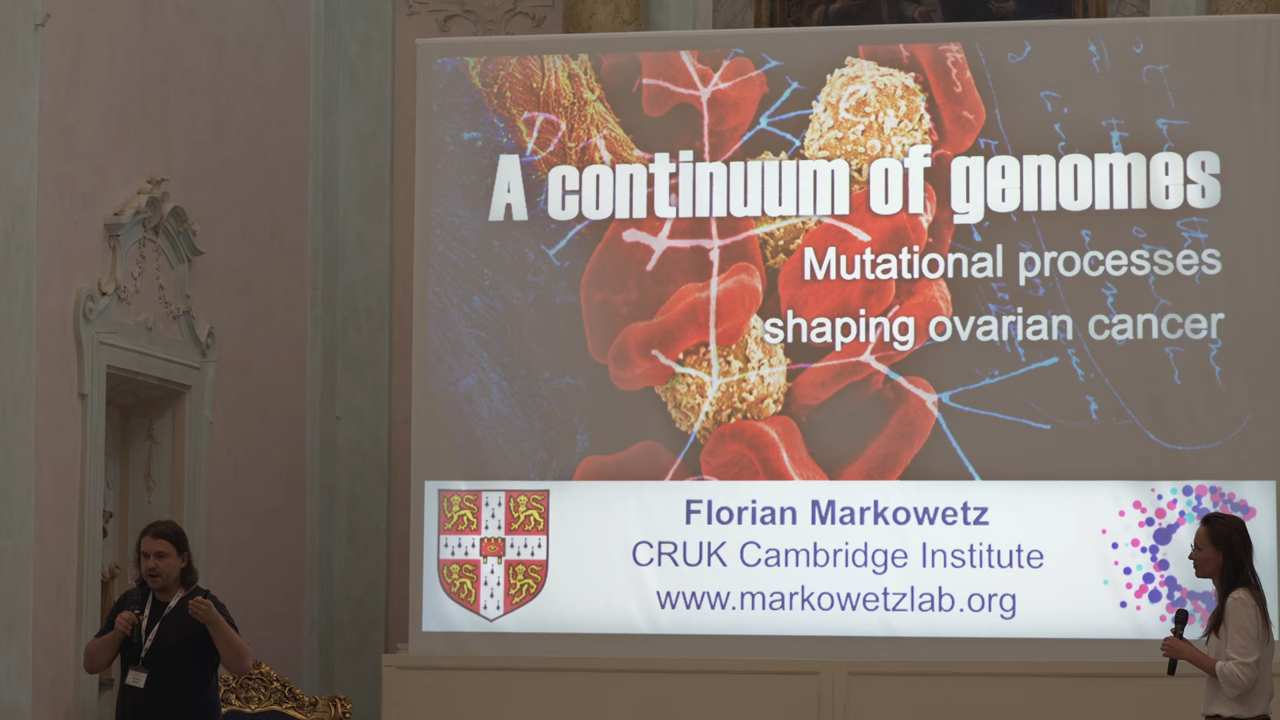 A continuum of genomes
Mutational processes
shaping ovarian cancer
Florian Markowetz
CRUK Cambridge Institute
www.markowetzlab.org